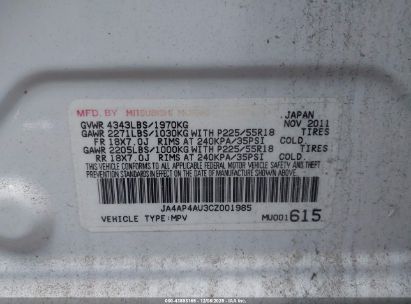 MFD. BY MITSUBISHI
JAPAN
GVWR 4343LBS/1970KG NOV 2011
GAWR 2271LBS/1030KG WITH P225/55R18 TIRES
FR 18X7.0J RIMS AT 240KPA/35PSI COLD.
GAWR 2205LBS/1000KG WITH P225/55R18 TIRES
RR 18X7.0J RIMS AT 240KPA/35PSI COLD.
THIS VEHICLE CONFORMS TO ALL APPLICABLE FEDERAL MOTOR VEHICLE SAFETY, BUMPER AND THEFT
PREVENTION STANDARDS IN EFFECT ON THE DATE OF MANUFACTURE SHOWN ABOVE.
JA4AP4AU3CZ001985
VEHICLE TYPE:MPV MU001615